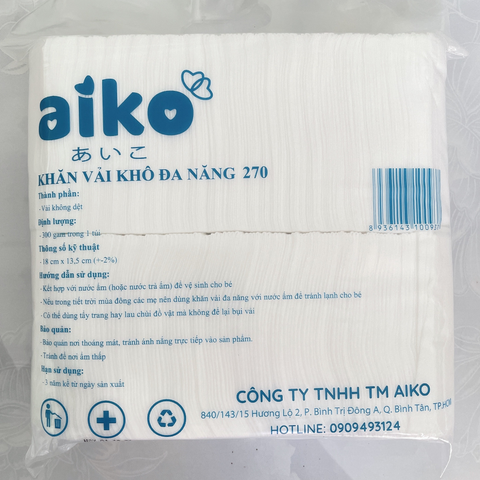 aiko
あいこ
KHĂN VẢI KHÔ ĐA NĂNG 270
Thành phần:
- Vải không dệt
Định lượng:
- 300 gam trong 1 túi
Thông số kỹ thuật
- 18 cm x 13,5 cm (+-2%)
Hướng dẫn sử dụng:
- Kết hợp với nước ấm (hoặc nước trà ấm) để vệ sinh cho bé
- Nếu trong tiết trời mùa đông các mẹ nên dùng khăn vải đa năng với nước ấm để tránh lạnh cho bé
- Có thể dùng tẩy trang hay lau chùi đồ vật mà không để lại bụi vải
Bảo quản:
- Bảo quản nơi thoáng mát, tránh ánh nắng trực tiếp vào sản phẩm.
- Tránh để nơi ẩm thấp
Hạn sử dụng:
- 3 năm kể từ ngày sản xuất
CÔNG TY TNHH TM AIKO
840/143/15 Hương Lộ 2, P. Bình Trị Đông A, Q. Bình Tân, TP.HCM
HOTLINE: 0909493124